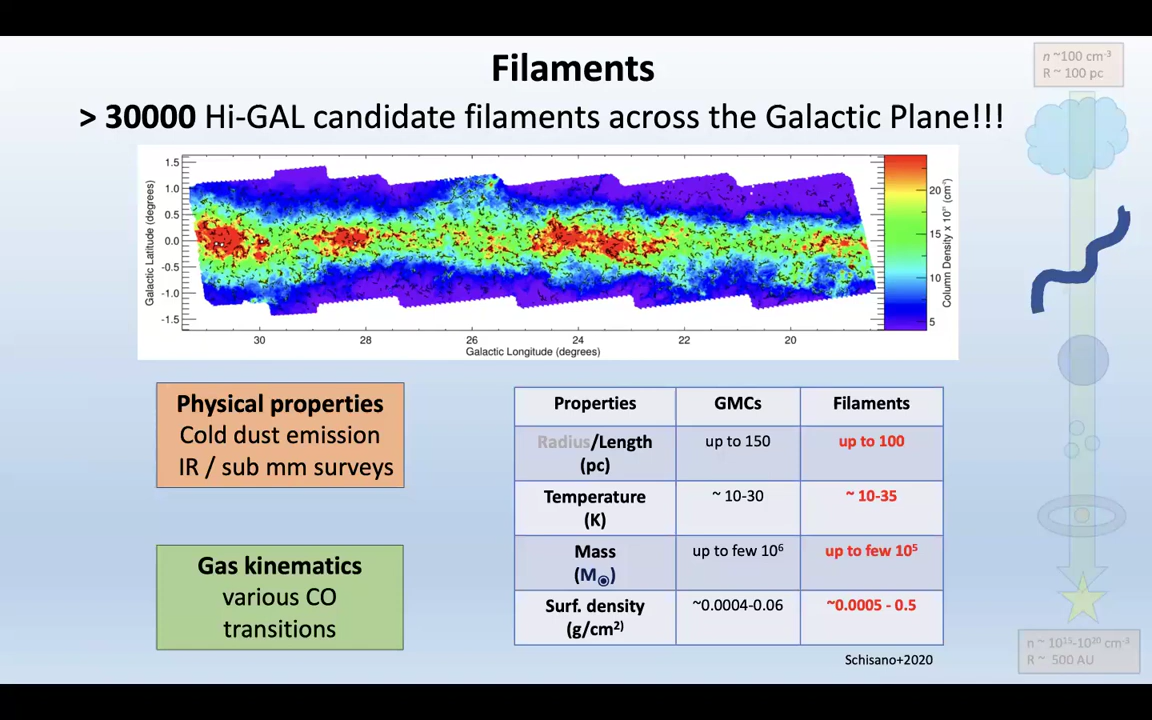 Filaments
> 30000 Hi-GAL candidate filaments across the Galactic Plane!!!
n ~100 cm⁻³
R ~ 100 pc
1.5
1.0
0.5
0.0
-0.5
-1.0
-1.5
Galactic Latitude (degrees)
30
28
26
24
22
20
Galactic Longitude (degrees)
20
15
10
5
Physical properties
Cold dust emission
IR / sub mm surveys
Gas kinematics
various CO
transitions
Properties GMCs Filaments
Radius/Length (pc) up to 150 up to 100
Temperature (K) ~ 10-30 ~ 10-35
Mass (M⊙) up to few 10⁶ up to few 10⁵
Surf. density (g/cm²) ~0.0004-0.06 ~0.0005 - 0.5
Schisano+2020
n ~ 10¹⁵-10²⁰ cm⁻³
R ~ 500 AU